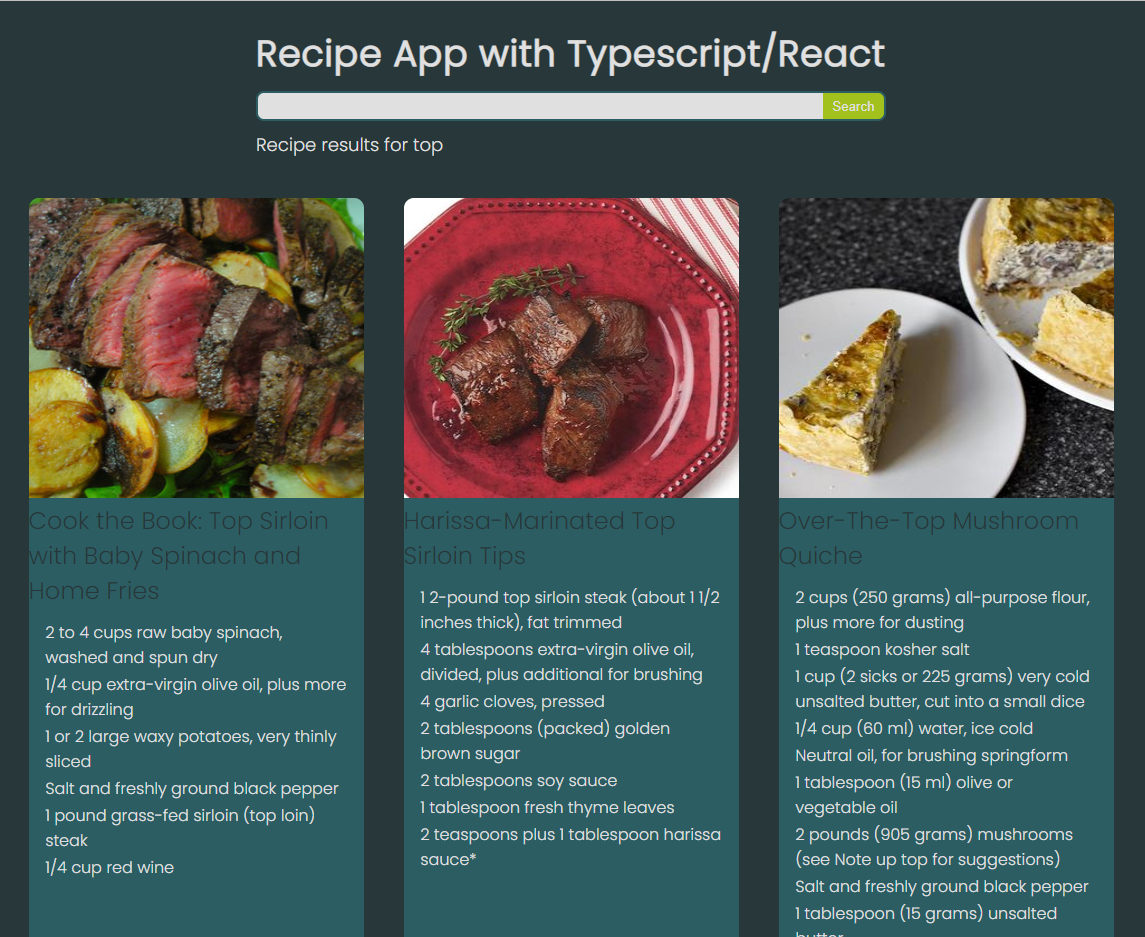 Recipe App with Typescript/React
Search
Recipe results for top
Cook the Book: Top Sirloin
with Baby Spinach and
Home Fries
2 to 4 cups raw baby spinach,
washed and spun dry
1/4 cup extra-virgin olive oil, plus more
for drizzling
1 or 2 large waxy potatoes, very thinly
sliced
Salt and freshly ground black pepper
1 pound grass-fed sirloin (top loin)
steak
1/4 cup red wine
Harissa-Marinated Top
Sirloin Tips
1 2-pound top sirloin steak (about 1 1/2
inches thick), fat trimmed
4 tablespoons extra-virgin olive oil,
divided, plus additional for brushing
4 garlic cloves, pressed
2 tablespoons (packed) golden
brown sugar
2 tablespoons soy sauce
1 tablespoon fresh thyme leaves
2 teaspoons plus 1 tablespoon harissa
sauce*
Over-The-Top Mushroom
Quiche
2 cups (250 grams) all-purpose flour,
plus more for dusting
1 teaspoon kosher salt
1 cup (2 sicks or 225 grams) very cold
unsalted butter, cut into a small dice
1/4 cup (60 ml) water, ice cold
Neutral oil, for brushing springform
1 tablespoon (15 ml) olive or
vegetable oil
2 pounds (905 grams) mushrooms
(see Note up top for suggestions)
Salt and freshly ground black pepper
1 tablespoon (15 grams) unsalted
butter